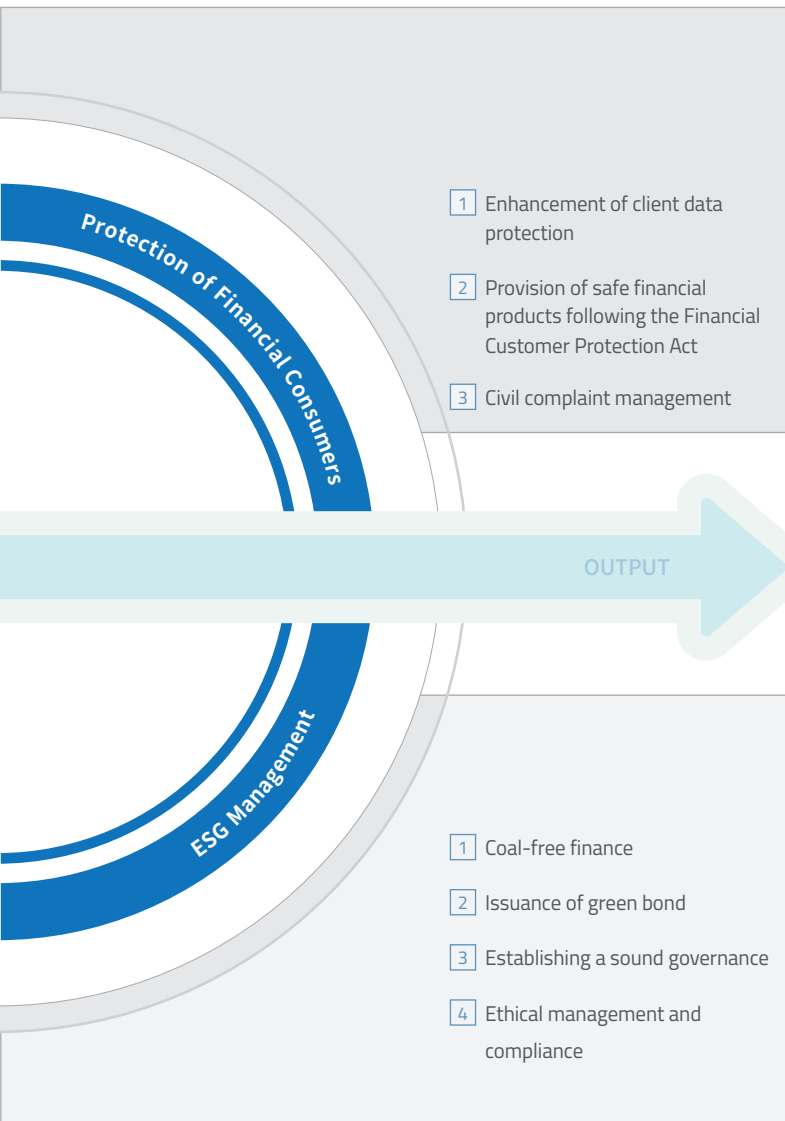 Protection of Financial Consumers
1 Enhancement of client data
protection
2 Provision of safe financial
products following the Financial
Customer Protection Act
3 Civil complaint management
OUTPUT
ESG Management
1 Coal-free finance
2 Issuance of green bond
3 Establishing a sound governance
4 Ethical management and
compliance